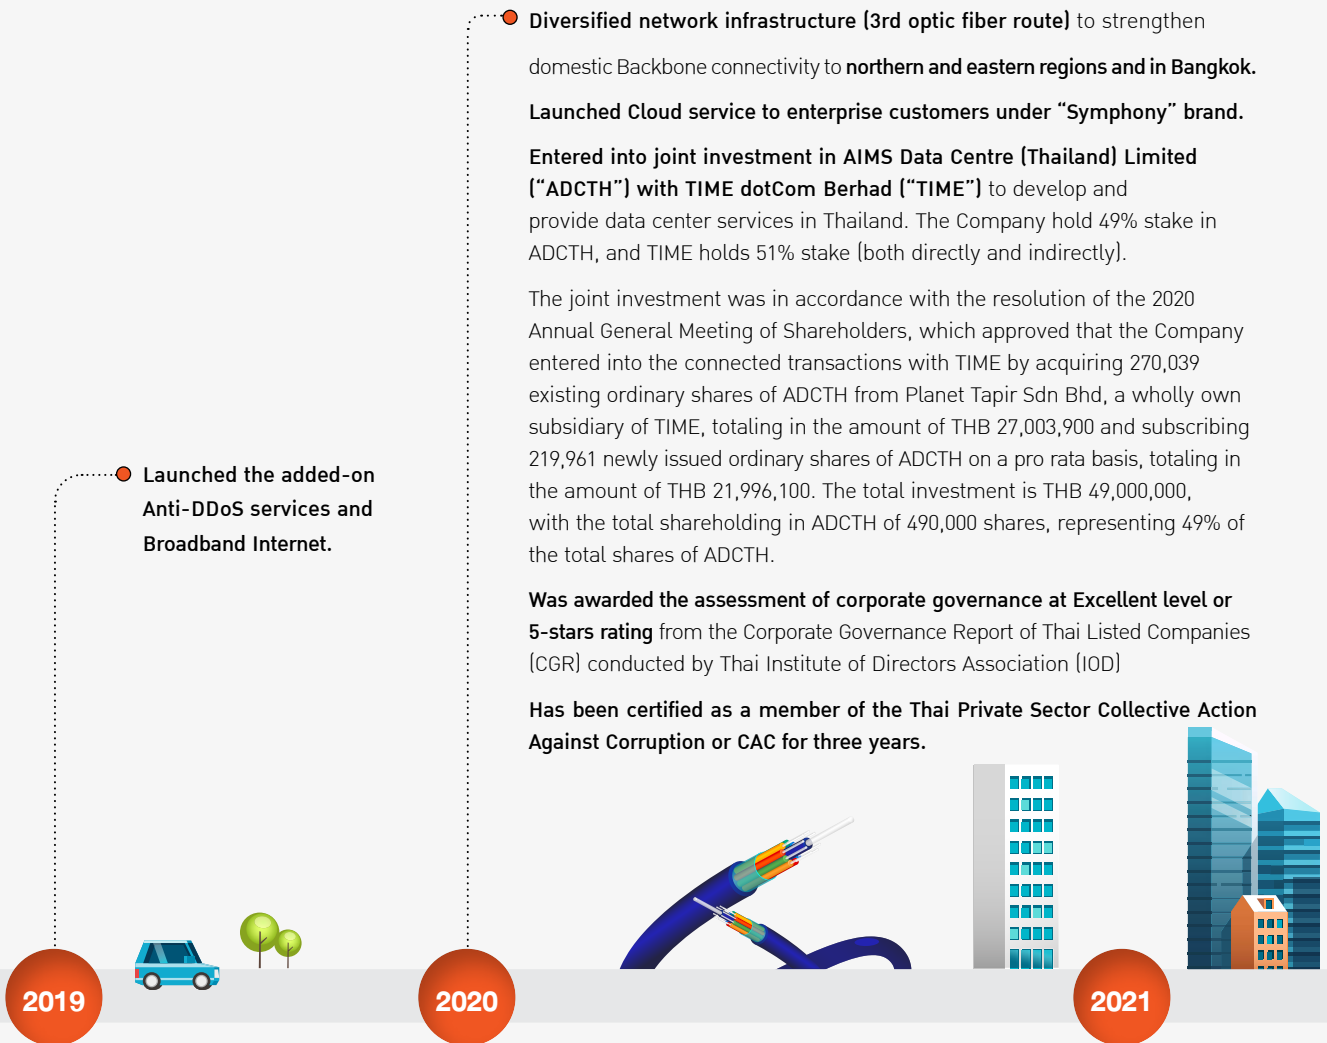 Diversified network infrastructure (3rd optic fiber route) to strengthen
domestic Backbone connectivity to northern and eastern regions and in Bangkok.
Launched Cloud service to enterprise customers under “Symphony” brand.
Entered into joint investment in AIMS Data Centre (Thailand) Limited
(“ADCTH”) with TIME dotCom Berhad (“TIME”) to develop and
provide data center services in Thailand. The Company hold 49% stake in
ADCTH, and TIME holds 51% stake (both directly and indirectly).
The joint investment was in accordance with the resolution of the 2020
Annual General Meeting of Shareholders, which approved that the Company
entered into the connected transactions with TIME by acquiring 270,039
existing ordinary shares of ADCTH from Planet Tapir Sdn Bhd, a wholly own
subsidiary of TIME, totaling in the amount of THB 27,003,900 and subscribing
219,961 newly issued ordinary shares of ADCTH on a pro rata basis, totaling in
the amount of THB 21,996,100. The total investment is THB 49,000,000,
with the total shareholding in ADCTH of 490,000 shares, representing 49% of
the total shares of ADCTH.
Was awarded the assessment of corporate governance at Excellent level or
5-stars rating from the Corporate Governance Report of Thai Listed Companies
(CGR) conducted by Thai Institute of Directors Association (IOD)
Has been certified as a member of the Thai Private Sector Collective Action
Against Corruption or CAC for three years.
Launched the added-on
Anti-DDoS services and
Broadband Internet.
2019
2020
2021